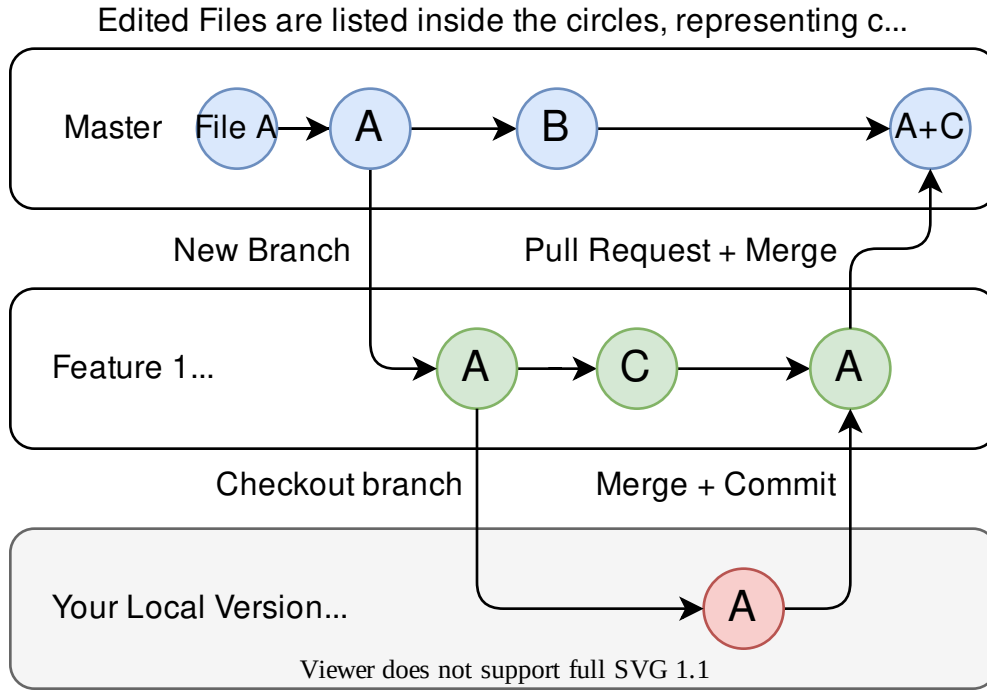 Edited Files are listed inside the circles, representing c...
Master
File A
A
B
A+C
New Branch
Pull Request + Merge
Feature 1...
A
C
A
Checkout branch
Merge + Commit
Your Local Version...
A
Viewer does not support full SVG 1.1